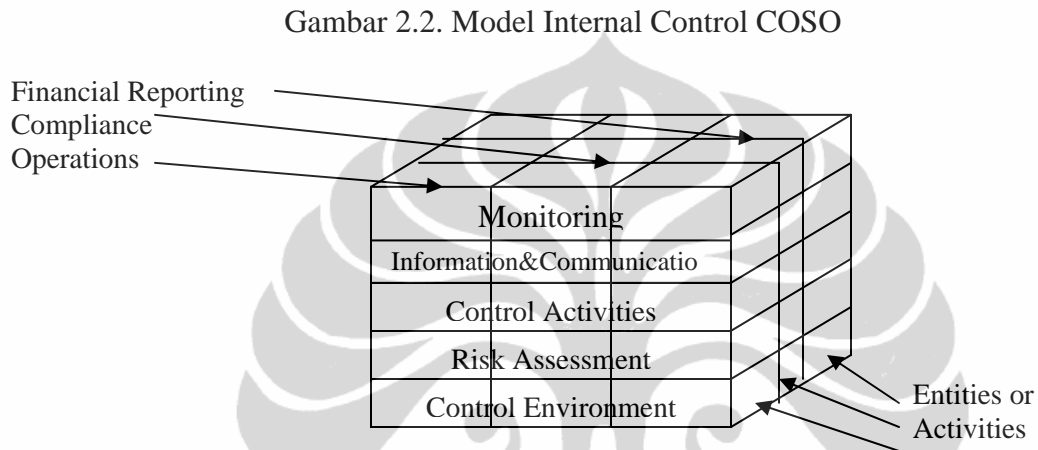 Gambar 2.2. Model Internal Control COSO
Financial Reporting
Compliance
Operations
Monitoring
Information&Communicatio
Control Activities
Risk Assessment
Control Environment
Entities or
Activities